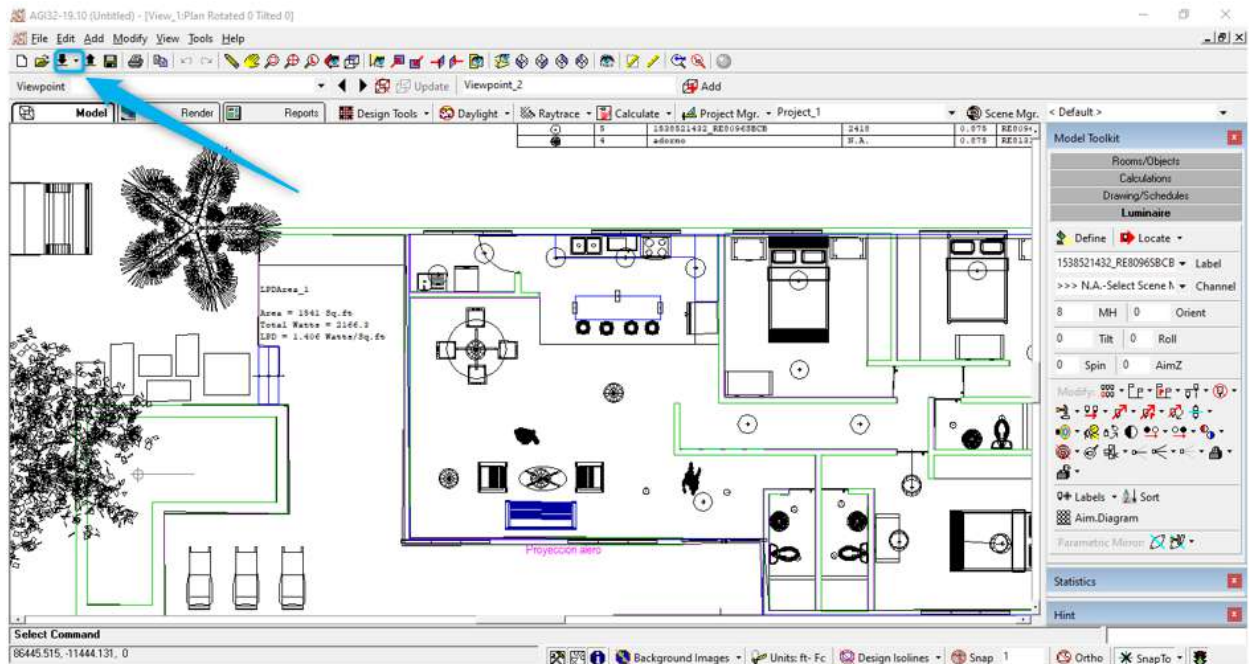 AGI32-19.10 (Untitled) - [View_1:Plan Rotated 0 Tilted 0]
File Edit Add Modify View Tools Help
Viewpoint Update Viewpoint_2 Add
Model Render Reports Design Tools Daylight Raytrace Calculate Project Mgr. Project_1 Scene Mgr. < Default >
5 1538521432_RE8096SBCB 2418 0.875
4 adorno N.A. 0.875
Model Toolkit
Rooms/Objects
Calculations
Drawing/Schedules
Luminaire
Define Locate
1538521432_RE8096SBCB Label
>>> N.A.-Select Scene Channel
8 MH 0 Orient
0 Tilt 0 Roll
0 Spin 0 AimZ
Modify:
Labels Sort
Aim.Diagram
Parametric Mirror:
Statistics
Hint
LPDArea_1
Area = 1541 Sq.ft
Total Watts = 2166.3
LPD = 1.406 Watts/Sq.ft
Proyeccion alero
Select Command
86445.515, -11444.131, 0
Background Images Units: ft- Fc Design Isolines Snap 1 Ortho SnapTo